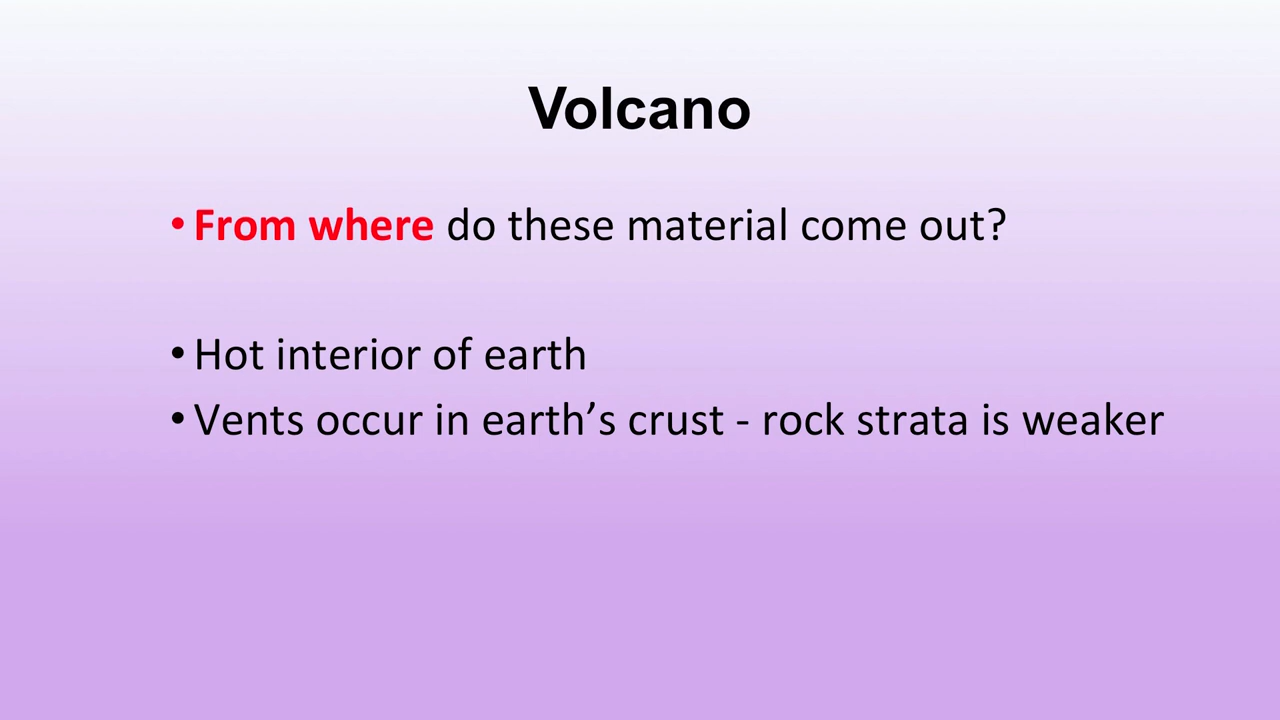 Volcano
• From where do these material come out?
• Hot interior of earth
• Vents occur in earth’s crust - rock strata is weaker